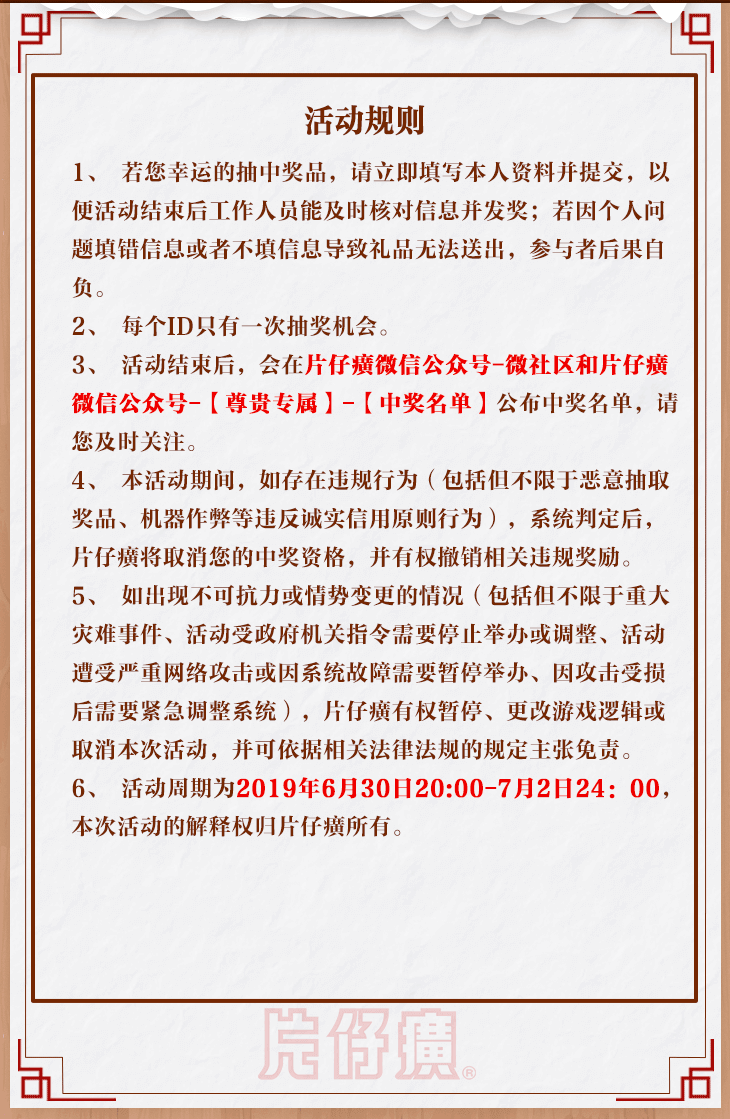 活动规则
1、 若您幸运的抽中奖品，请立即填写本人资料并提交，以
便活动结束后工作人员能及时核对信息并发奖；若因个人问
题填错信息或者不填信息导致礼品无法送出，参与者后果自
负。
2、 每个ID只有一次抽奖机会。
3、 活动结束后，会在片仔癀微信公众号-微社区和片仔癀
微信公众号-【尊贵专属】-【中奖名单】公布中奖名单，请
您及时关注。
4、 本活动期间，如存在违规行为（包括但不限于恶意抽取
奖品、机器作弊等违反诚实信用原则行为），系统判定后，
片仔癀将取消您的中奖资格，并有权撤销相关违规奖励。
5、 如出现不可抗力或情势变更的情况（包括但不限于重大
灾难事件、活动受政府机关指令需要停止举办或调整、活动
遭受严重网络攻击或因系统故障需要暂停举办、因攻击受损
后需要紧急调整系统），片仔癀有权暂停、更改游戏逻辑或
取消本次活动，并可依据相关法律法规的规定主张免责。
6、 活动周期为2019年6月30日20:00-7月2日24：00，
本次活动的解释权归片仔癀所有。
片仔癀®